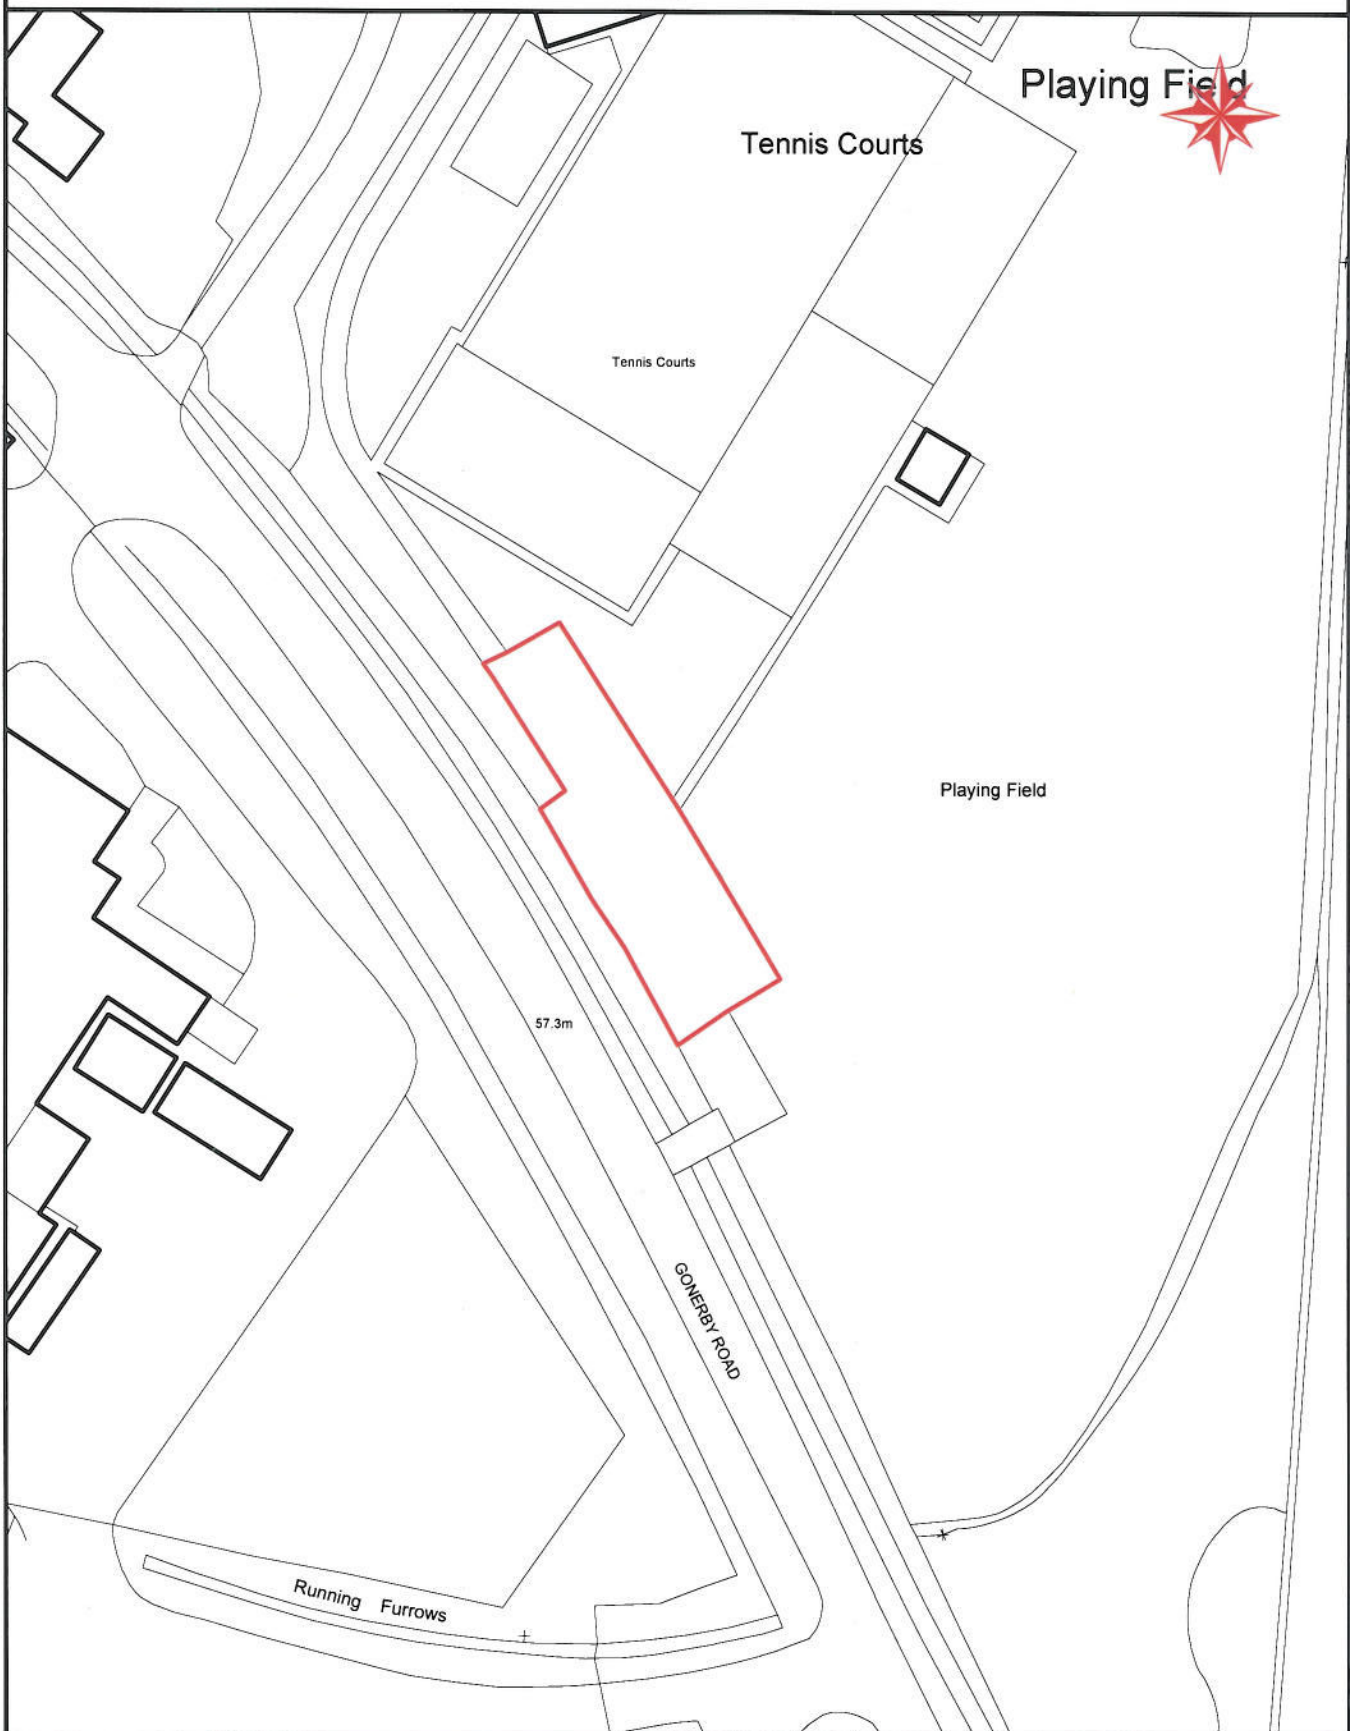 Playing Field
Tennis Courts
Tennis Courts
Playing Field
57.3m
GONERBY ROAD
Running Furrows